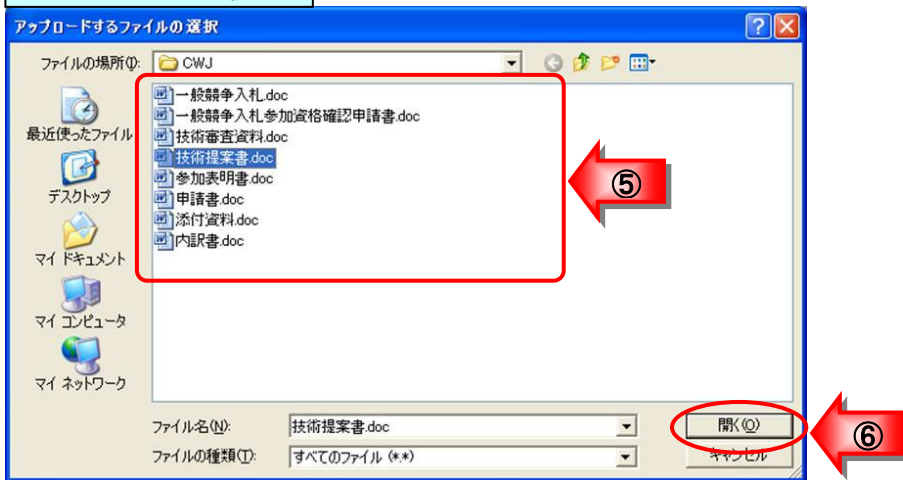 アップロードするファイルの選択
ファイルの場所(I):
CWJ
最近使ったファイル
デスクトップ
マイ ドキュメント
マイ コンピュータ
マイ ネットワーク
一般競争入札.doc
一般競争入札参加資格確認申請書.doc
技術審査資料.doc
技術提案書.doc
参加表明書.doc
申請書.doc
添付資料.doc
内訳書.doc
⑤
ファイル名(N):
技術提案書.doc
開く(O)
⑥
ファイルの種類(T):
すべてのファイル (*.*)
キャンセル